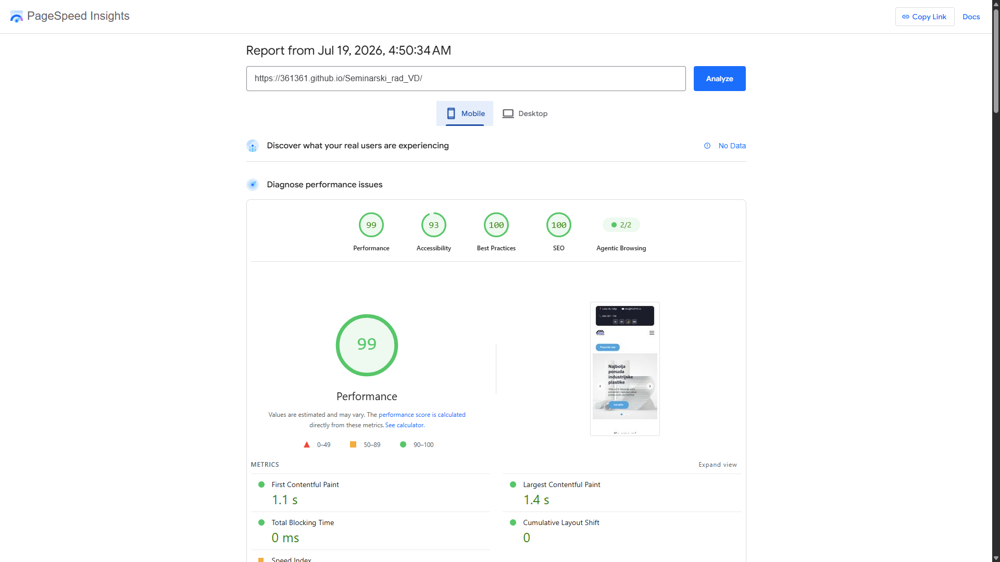 PageSpeed Insights
Copy Link
Docs
Report from Jul 19, 2026, 4:50:34 AM
https://361361.github.io/Seminarski_rad_VD/
Analyze
Mobile
Desktop
Discover what your real users are experiencing
No Data
Diagnose performance issues
99
93
100
100
2/2
Performance
Accessibility
Best Practices
SEO
Agentic Browsing
99
Performance
Values are estimated and may vary. The performance score is calculated
directly from these metrics. See calculator.
0–49
50–89
90–100
Najbolja
ponuda
industrijske
plastike
METRICS
Expand view
First Contentful Paint
1.1 s
Largest Contentful Paint
1.4 s
Total Blocking Time
0 ms
Cumulative Layout Shift
0
Speed Index